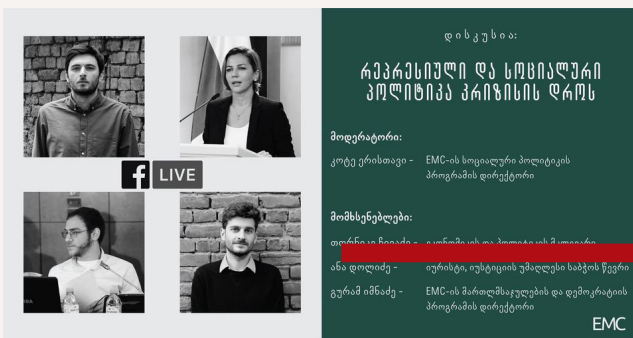 დისკუსია:
რეპრესიული და სოციალური
პოლიტიკა კრიზისის დროს
მოდერატორი:
კოტე ერისთავი - EMC-ის სოციალური პოლიტიკის
პროგრამის დირექტორი
მომხსენებლები:
ანა დოლიძე - იურისტი, იუსტიციის უმაღლესი საბჭოს წევრი
გურამ იმნაძე - EMC-ის მართლმსაჯულების და დემოკრატიის
პროგრამის დირექტორი
f LIVE
EMC